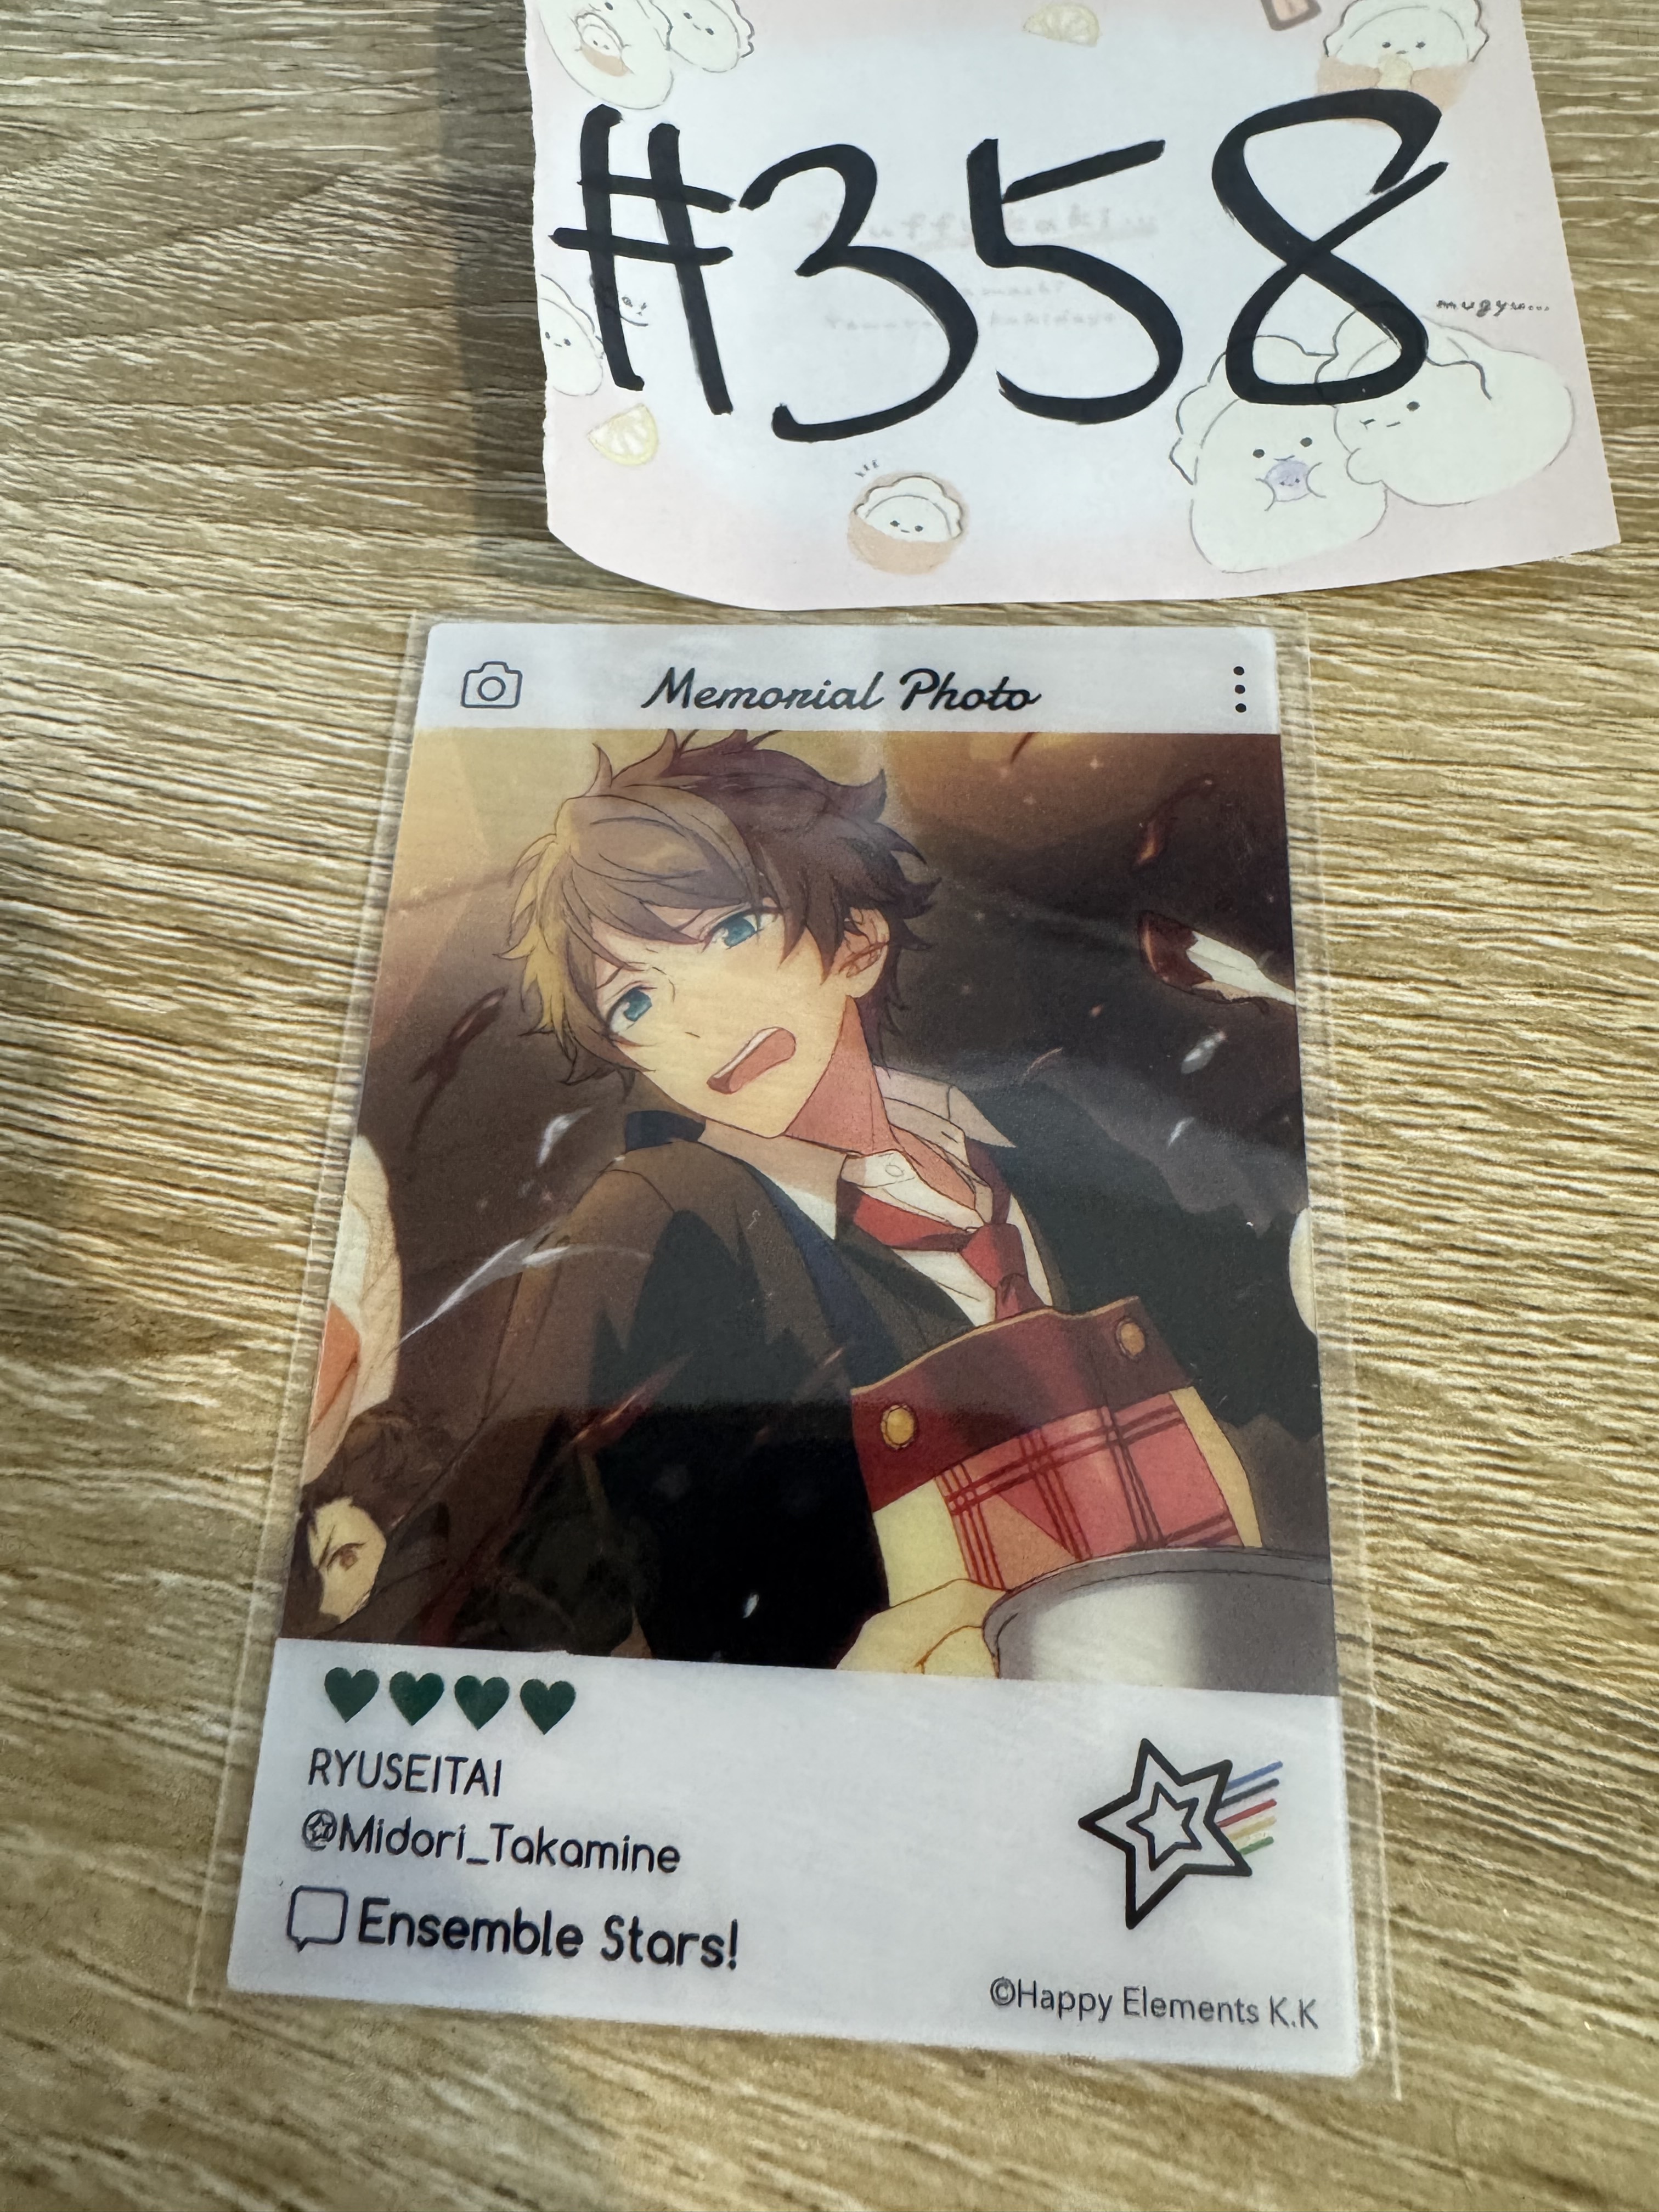 #358
mugyu....
Memorial Photo
RYUSEITAI
@Midori_Takamine
Ensemble Stars!
©Happy Elements K.K